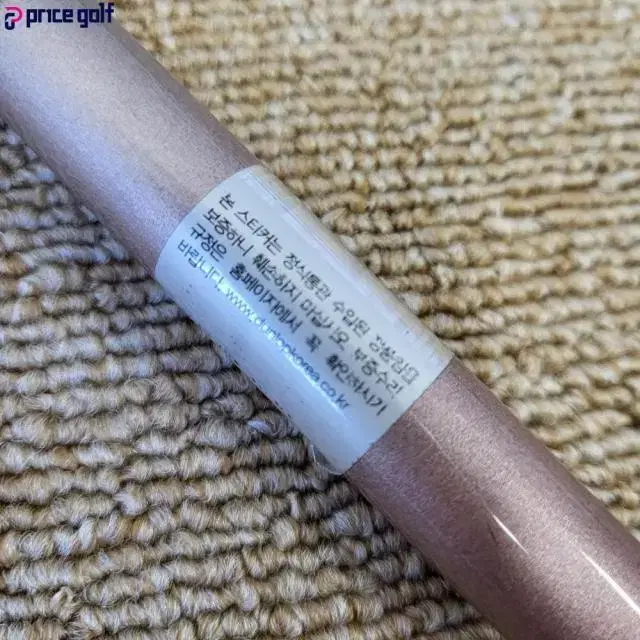 price golf
본 스티커는 정식통관 수입된 정품임을
보증하니 훼손하지 마십시오. 무상수리
규정은 홈페이지에서 꼭 확인하시기
바랍니다. www.dunlopkorea.co.kr